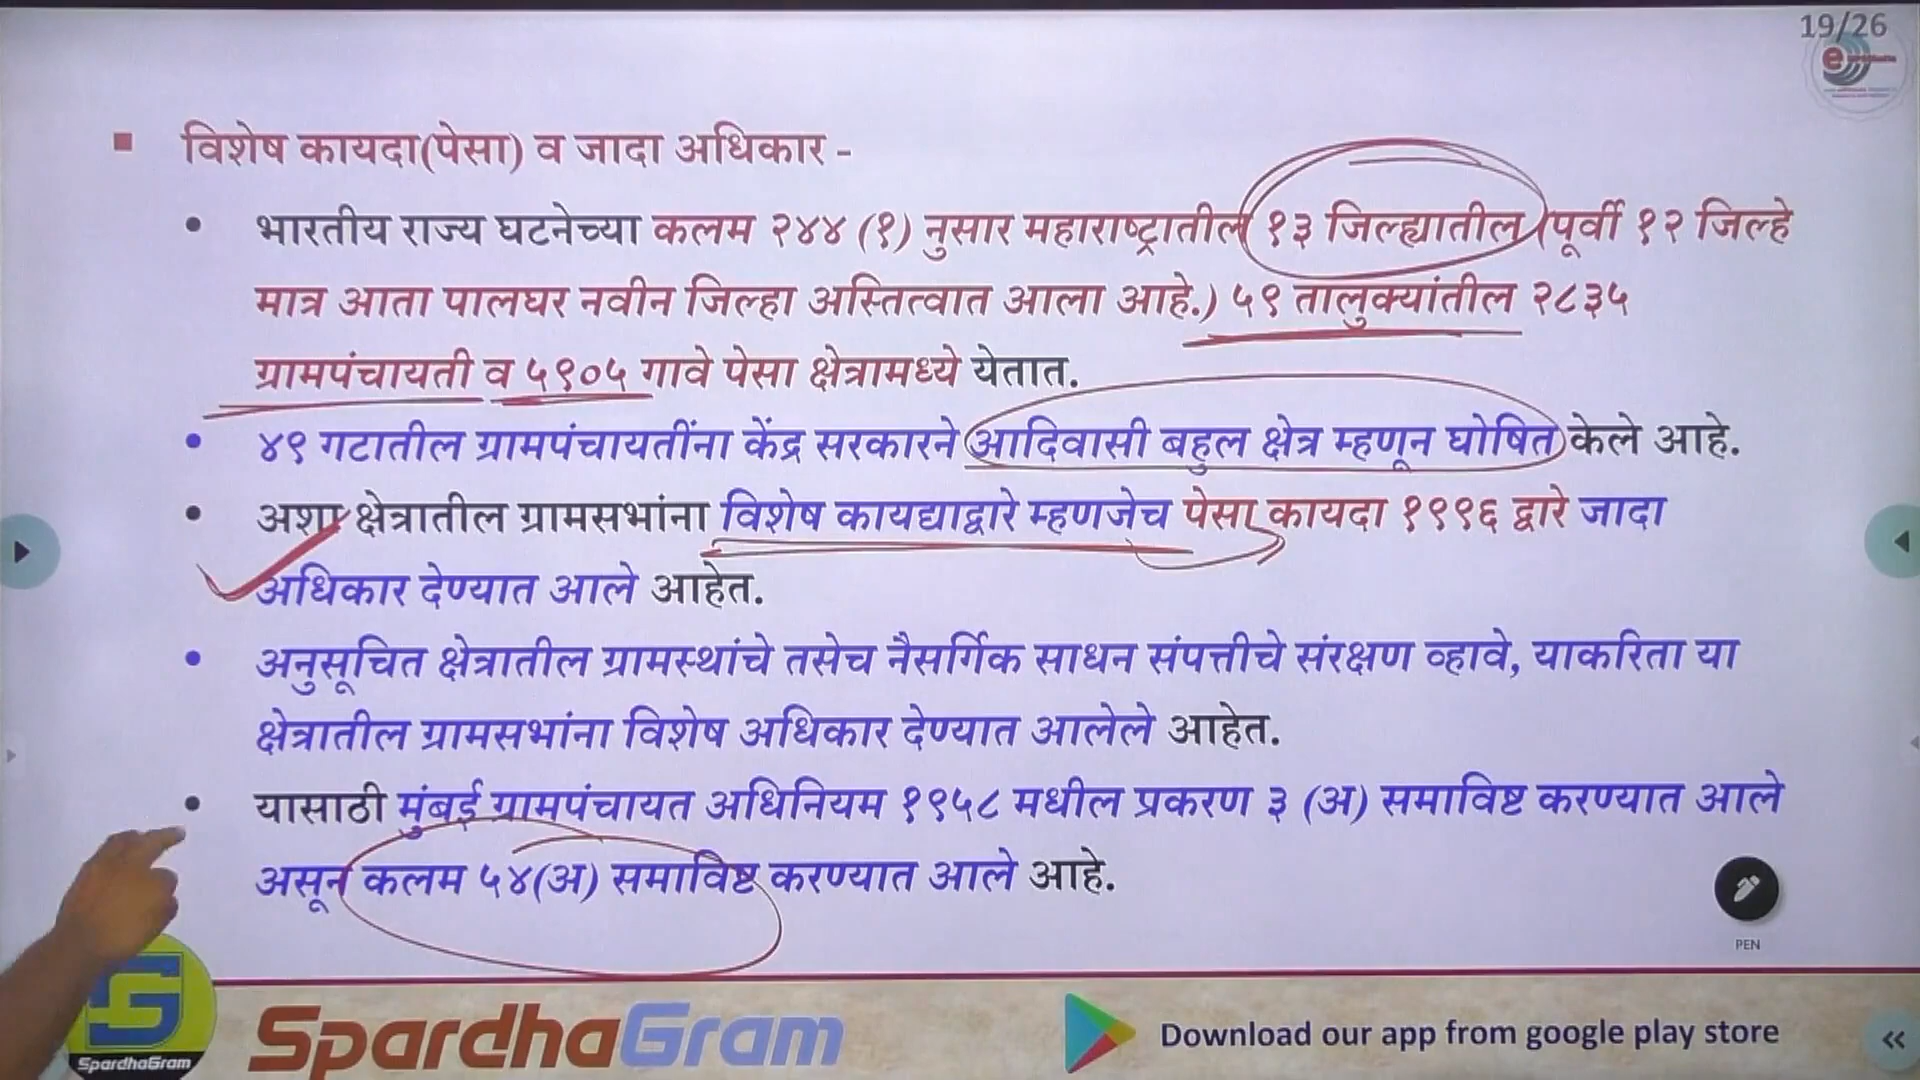 19/26
विशेष कायदा(पेसा) व जादा अधिकार -
भारतीय राज्य घटनेच्या कलम २४४ (१) नुसार महाराष्ट्रातील १३ जिल्ह्यातील (पूर्वी १२ जिल्हे
मात्र आता पालघर नवीन जिल्हा अस्तित्वात आला आहे.) ५९ तालुक्यांतील २८३५
ग्रामपंचायती व ५९०५ गावे पेसा क्षेत्रामध्ये येतात.
४९ गटातील ग्रामपंचायतींना केंद्र सरकारने आदिवासी बहुल क्षेत्र म्हणून घोषित केले आहे.
अशा क्षेत्रातील ग्रामसभांना विशेष कायद्याद्वारे म्हणजेच पेसा कायदा १९९६ द्वारे जादा
अधिकार देण्यात आले आहेत.
अनुसूचित क्षेत्रातील ग्रामस्थांचे तसेच नैसर्गिक साधन संपत्तीचे संरक्षण व्हावे, याकरिता या
क्षेत्रातील ग्रामसभांना विशेष अधिकार देण्यात आलेले आहेत.
यासाठी मुंबई ग्रामपंचायत अधिनियम १९५८ मधील प्रकरण ३ (अ) समाविष्ट करण्यात आले
असून कलम ५४(अ) समाविष्ट करण्यात आले आहे.
PEN
SpardhaGram
SpardhaGram
Download our app from google play store